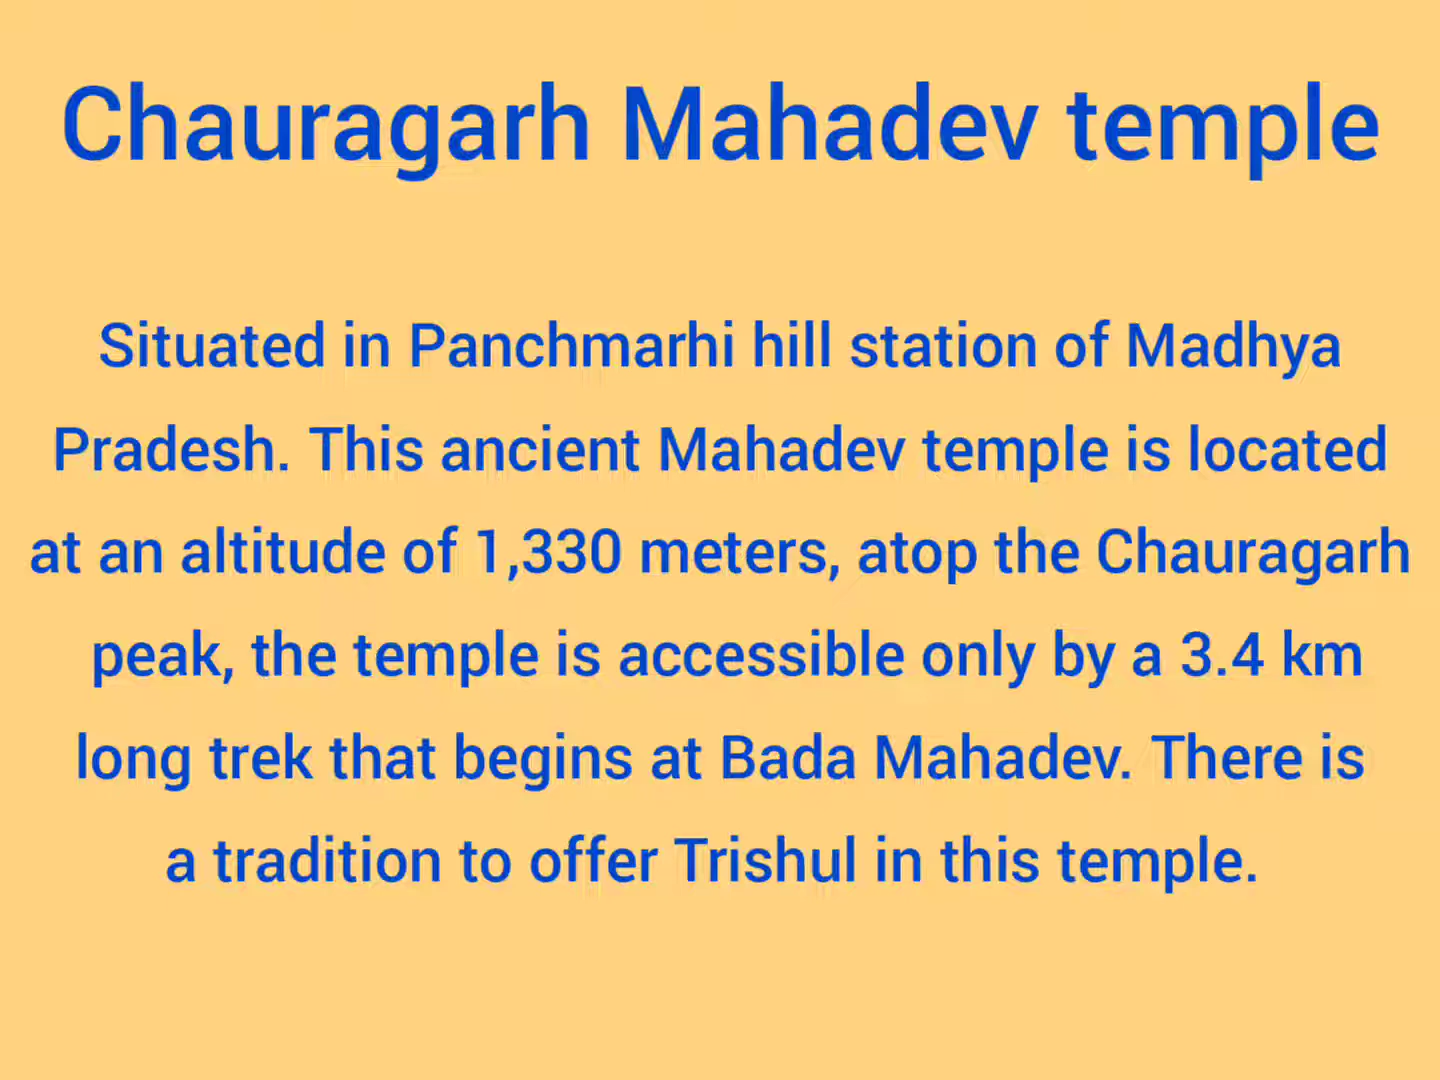 Chauragarh Mahadev temple
Situated in Panchmarhi hill station of Madhya
Pradesh. This ancient Mahadev temple is located
at an altitude of 1,330 meters, atop the Chauragarh
peak, the temple is accessible only by a 3.4 km
long trek that begins at Bada Mahadev. There is
a tradition to offer Trishul in this temple.